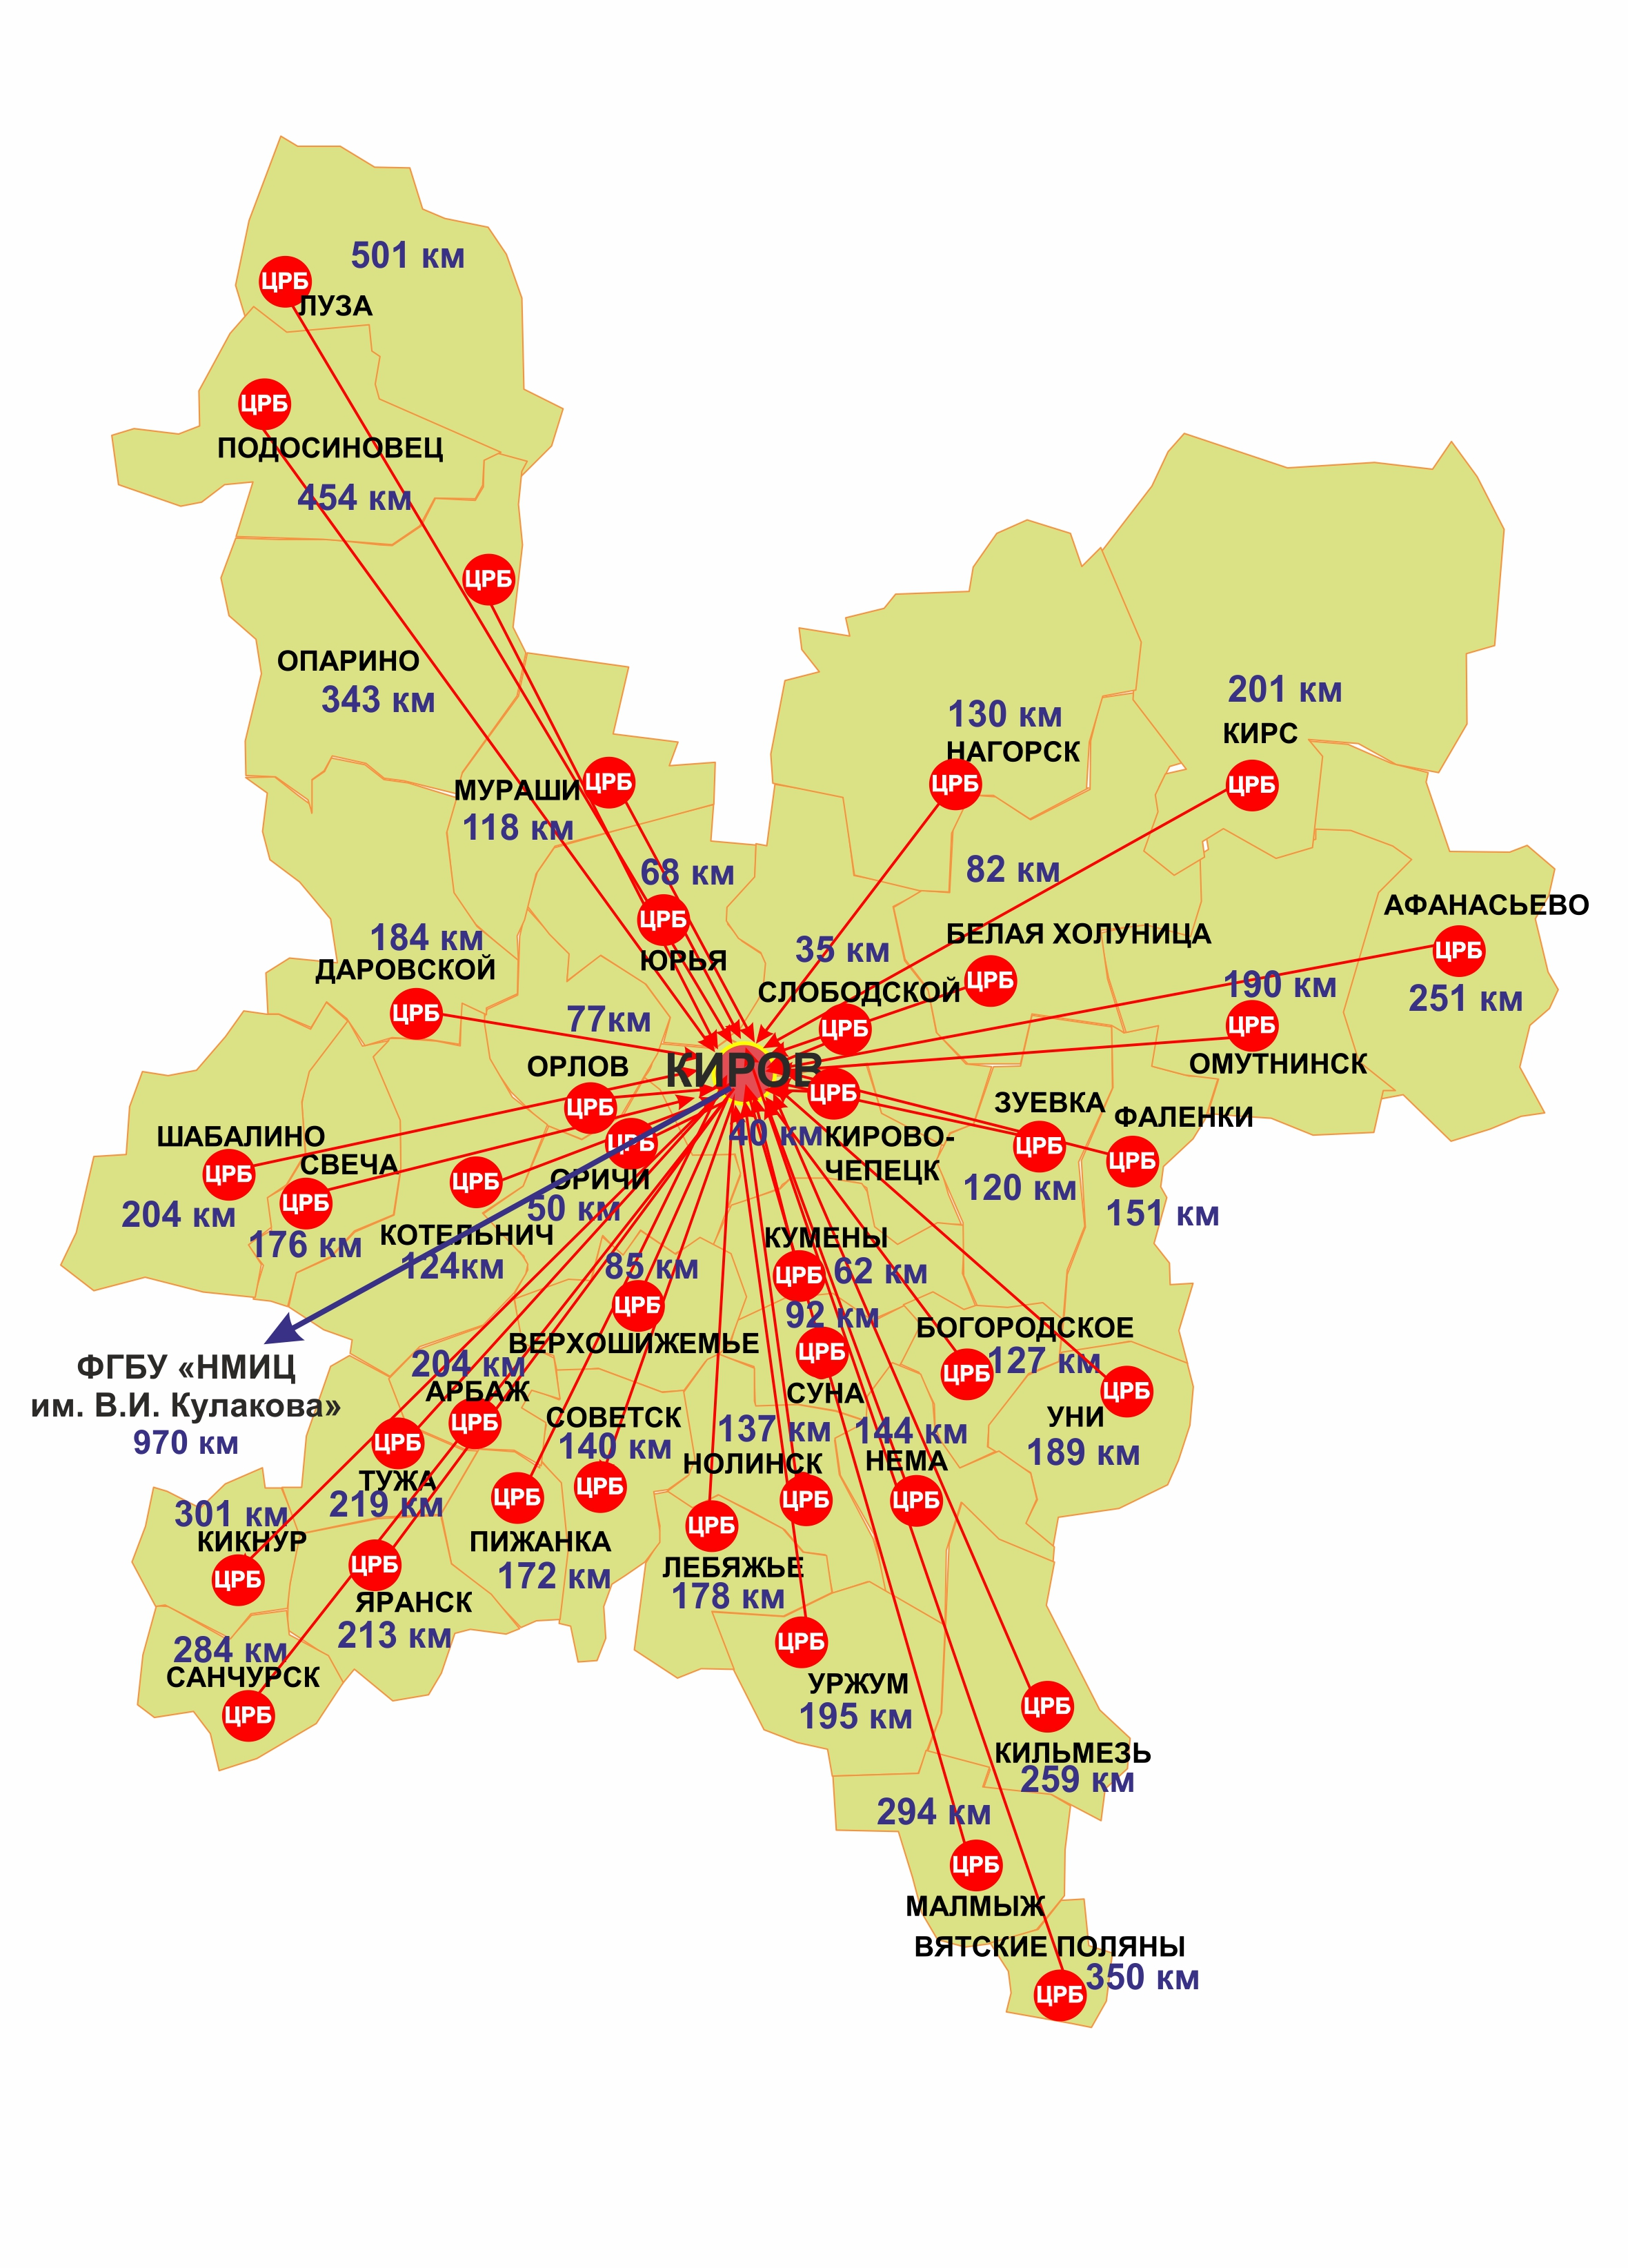 501 км
ЦРБ
ЛУЗА
ЦРБ
ПОДОСИНОВЕЦ
454 км
ЦРБ
ОПАРИНО
343 км
ЦРБ
МУРАШИ
118 км
68 км
ЦРБ
ЮРЬЯ
130 км
НАГОРСК
ЦРБ
201 км
КИРС
ЦРБ
82 км
БЕЛАЯ ХОЛУНИЦА
ЦРБ
35 км
СЛОБОДСКОЙ
ЦРБ
АФАНАСЬЕВО
ЦРБ
251 км
190 км
ЦРБ
ОМУТНИНСК
184 км
ДАРОВСКОЙ
ЦРБ
77км
ОРЛОВ
ЦРБ
КИРОВ
ЦРБ
40 км
КИРОВО-
ЧЕПЕЦК
ЗУЕВКА
ЦРБ
120 км
ФАЛЕНКИ
ЦРБ
151 км
ШАБАЛИНО
ЦРБ
204 км
СВЕЧА
ЦРБ
176 км
ЦРБ
КОТЕЛЬНИЧ
124км
ЦРБ
ОРИЧИ
50 км
85 км
ЦРБ
ВЕРХОШИЖЕМЬЕ
КУМЕНЫ
ЦРБ
62 км
92 км
ЦРБ
СУНА
БОГОРОДСКОЕ
127 км
ЦРБ
ЦРБ
УНИ
189 км
ФГБУ «НМИЦ
им. В.И. Кулакова»
970 км
204 км
АРБАЖ
ЦРБ
ЦРБ
ТУЖА
219 км
СОВЕТСК
140 км
ЦРБ
ЦРБ
ПИЖАНКА
172 км
137 км
НОЛИНСК
ЦРБ
144 км
НЕМА
ЦРБ
ЦРБ
ЛЕБЯЖЬЕ
178 км
301 км
КИКНУР
ЦРБ
ЦРБ
ЯРАНСК
213 км
284 км
САНЧУРСК
ЦРБ
ЦРБ
УРЖУМ
195 км
ЦРБ
КИЛЬМЕЗЬ
259 км
294 км
ЦРБ
МАЛМЫЖ
ВЯТСКИЕ ПОЛЯНЫ
350 км
ЦРБ